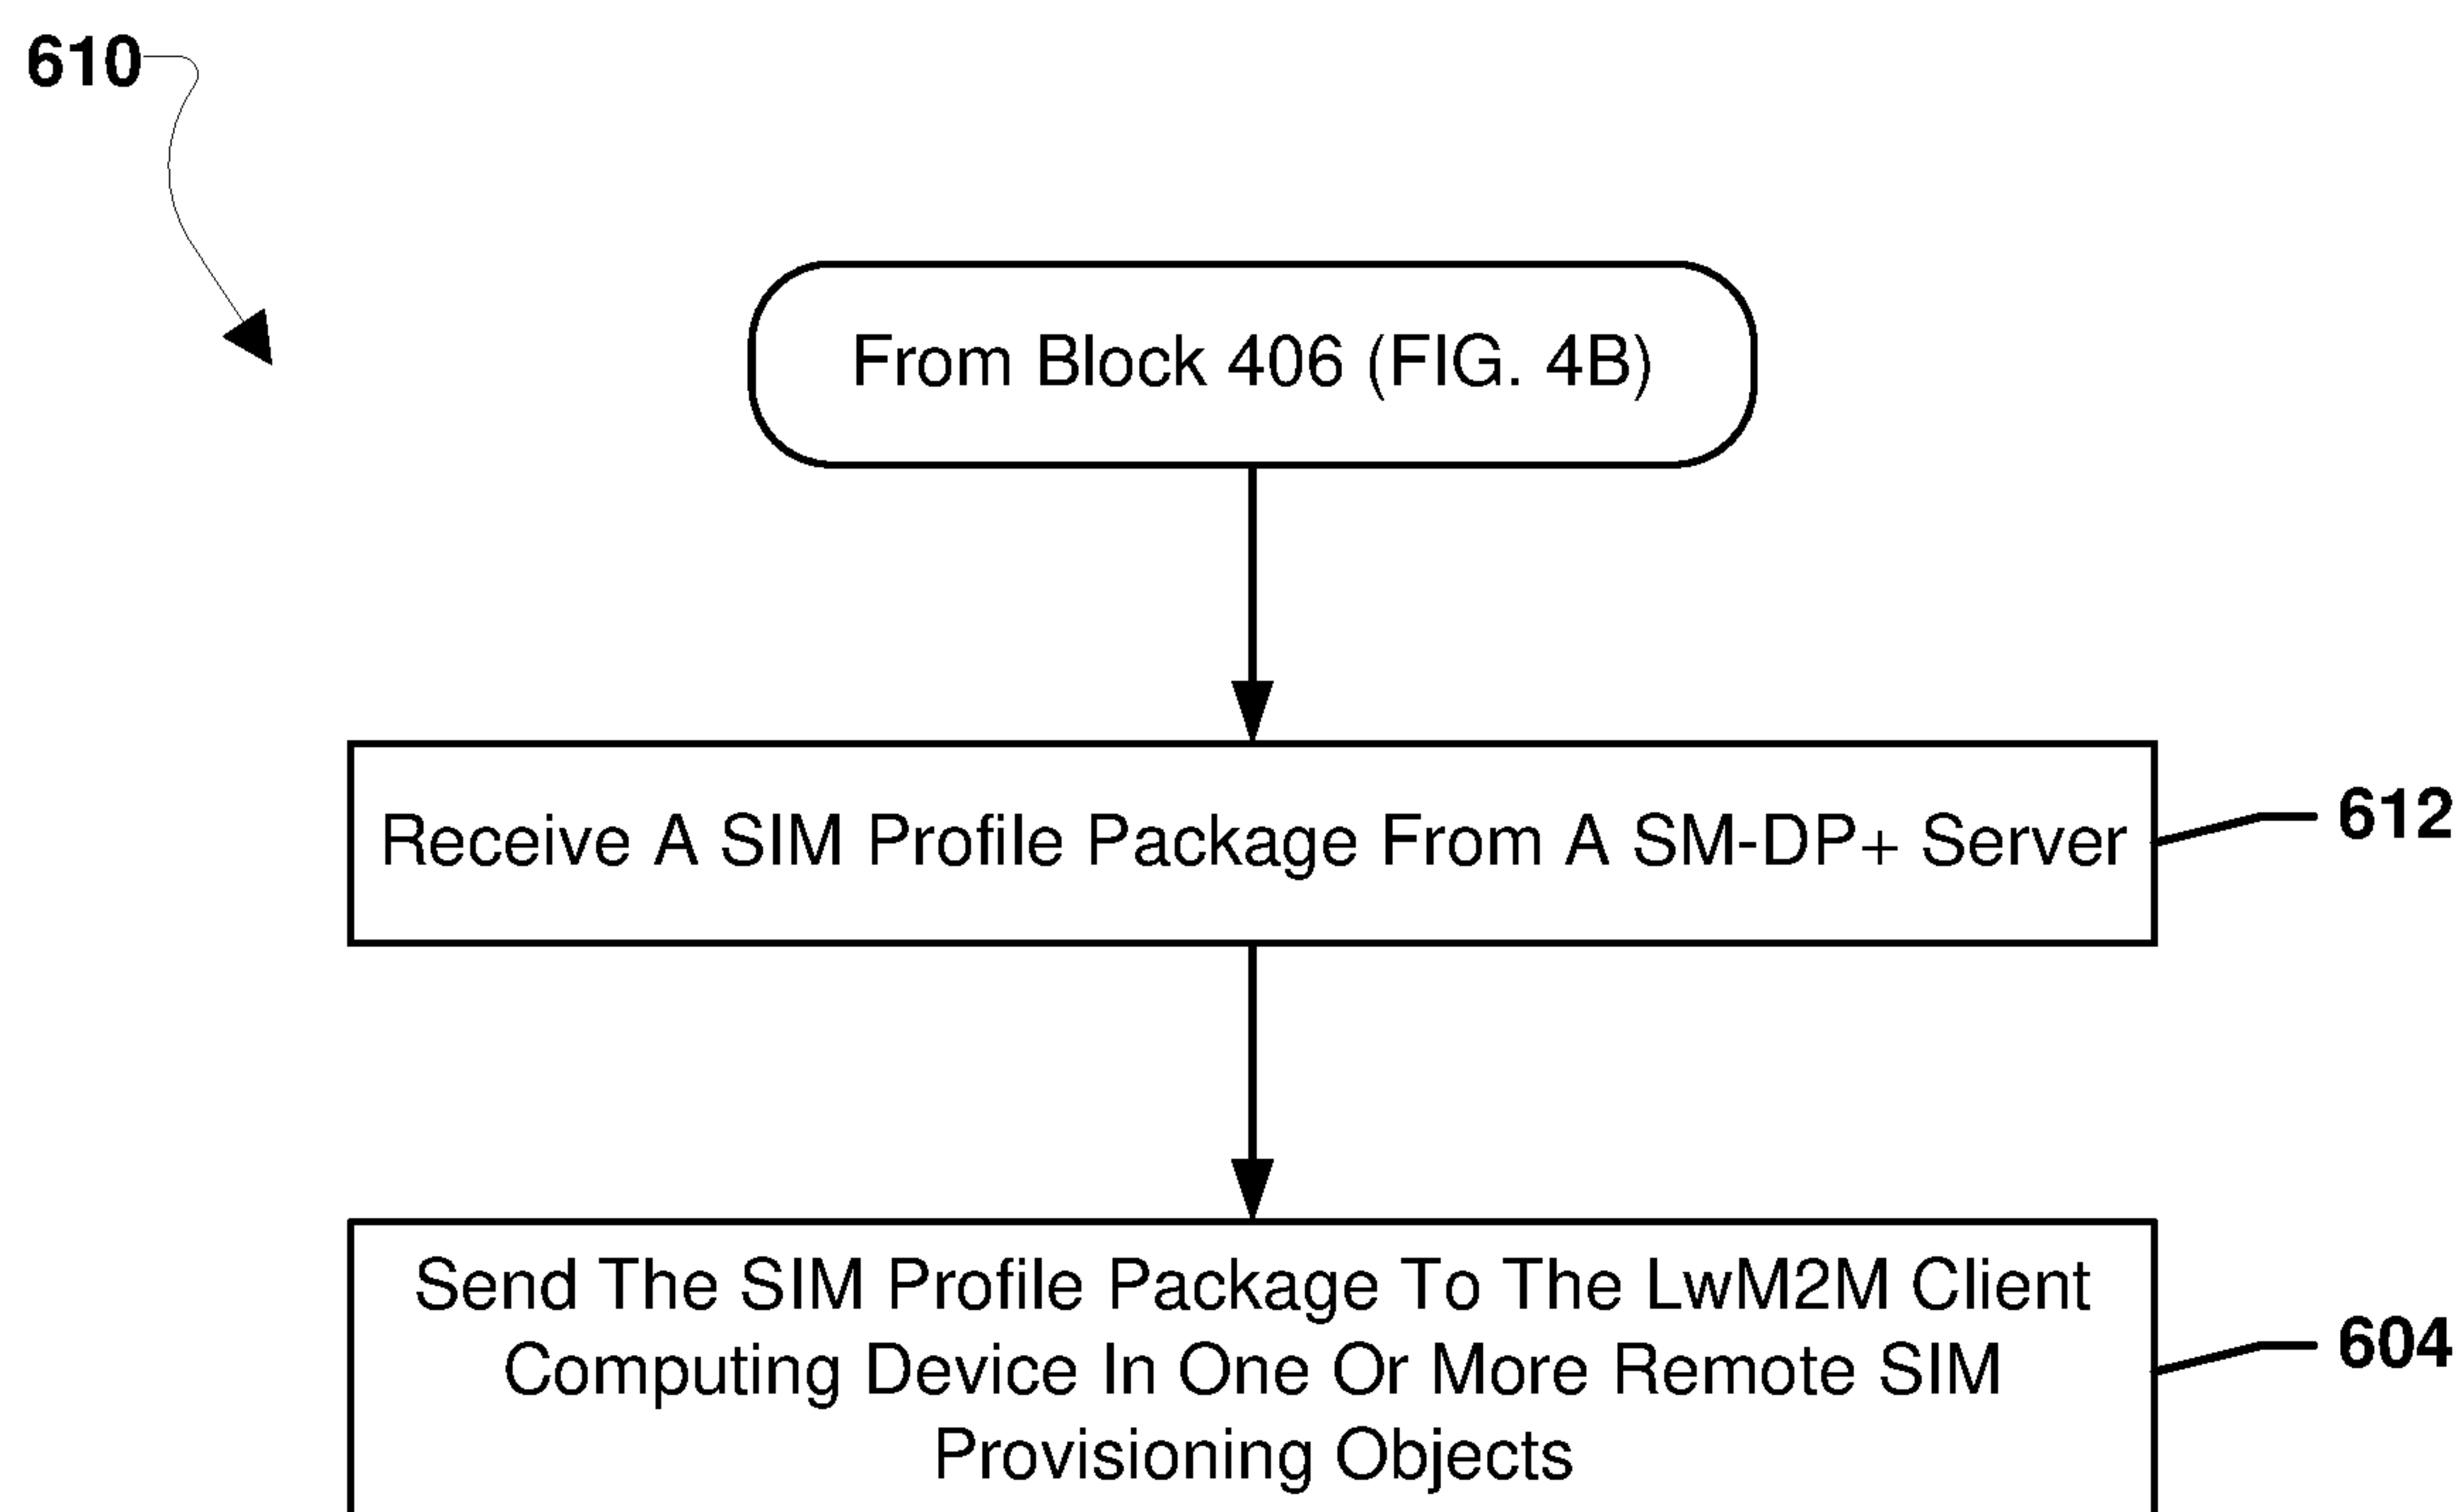 610
From Block 406 (FIG. 4B)
Receive A SIM Profile Package From A SM-DP+ Server
612
Send The SIM Profile Package To The LwM2M Client
Computing Device In One Or More Remote SIM
Provisioning Objects
604